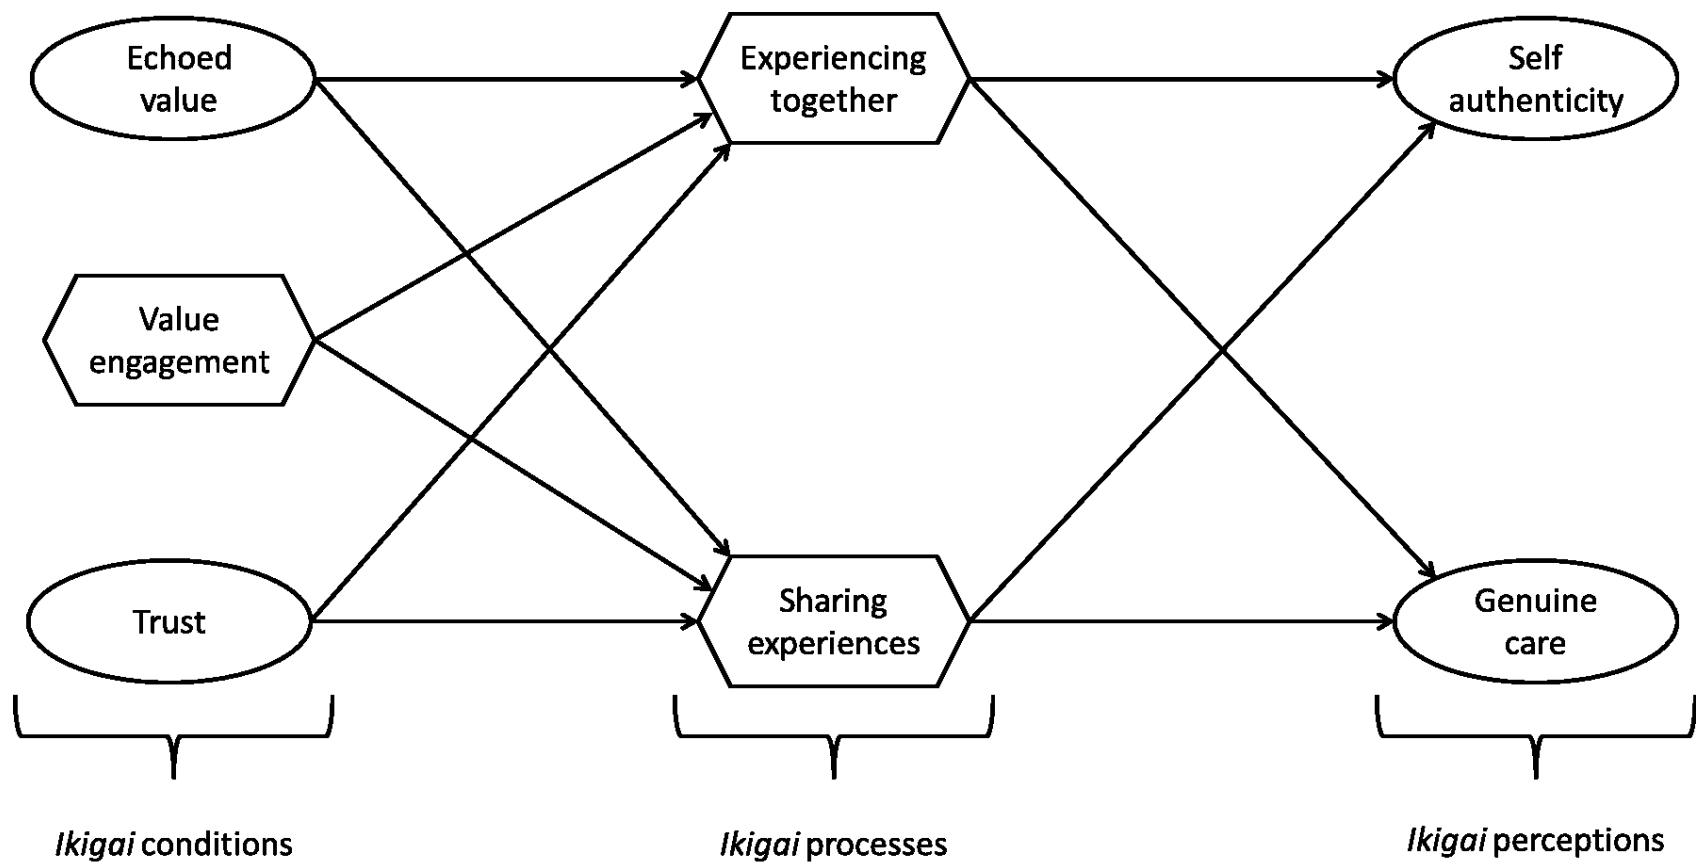 Echoed
value
Experiencing
together
Self
authenticity
Value
engagement
Trust
Sharing
experiences
Genuine
care
Ikigai conditions
Ikigai processes
Ikigai perceptions